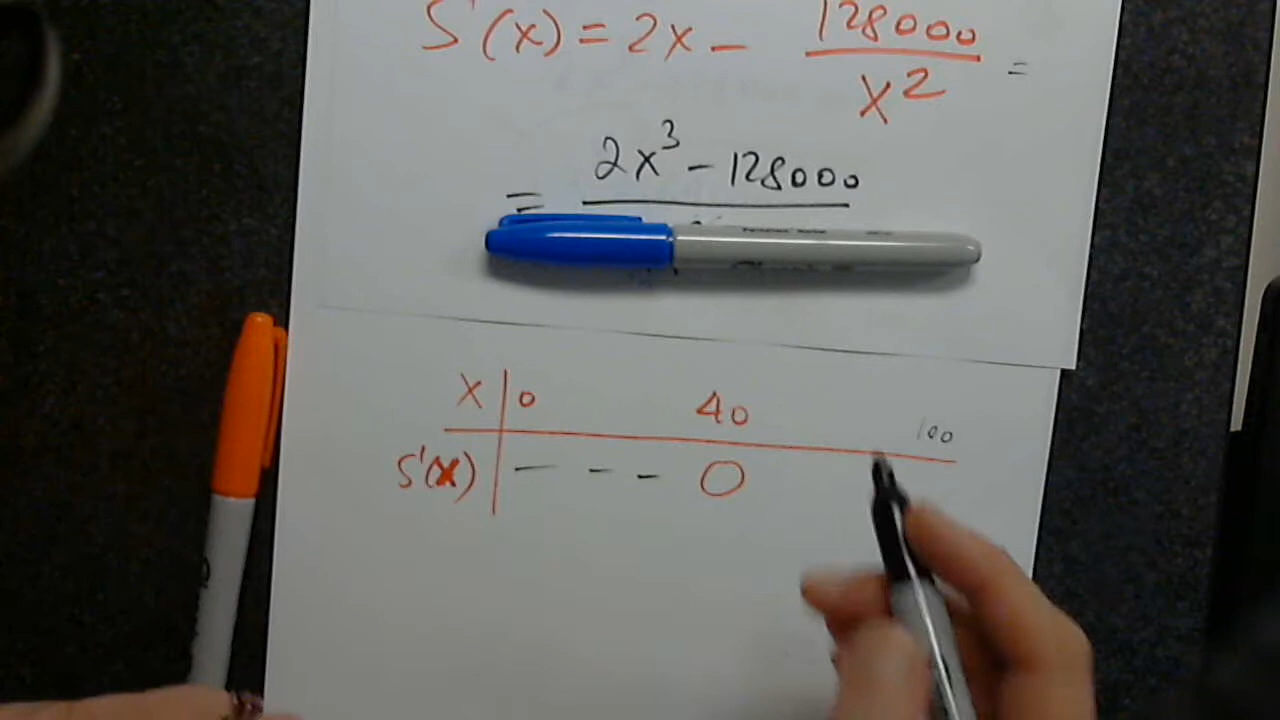 S'(x) = 2x - 128000 / x² =
= 2x³ - 128000
x | 0 40 100
S'(x) | - - - 0